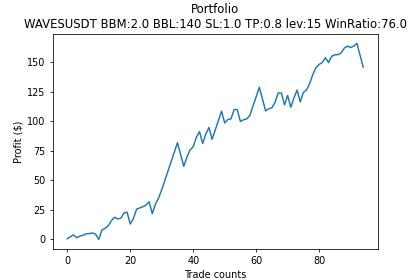 Portfolio
WAVESUSDT BBM:2.0 BBL:140 SL:1.0 TP:0.8 lev:15 WinRatio:76.0
150
125
100
75
50
25
0
Profit ($)
0 20 40 60 80
Trade counts